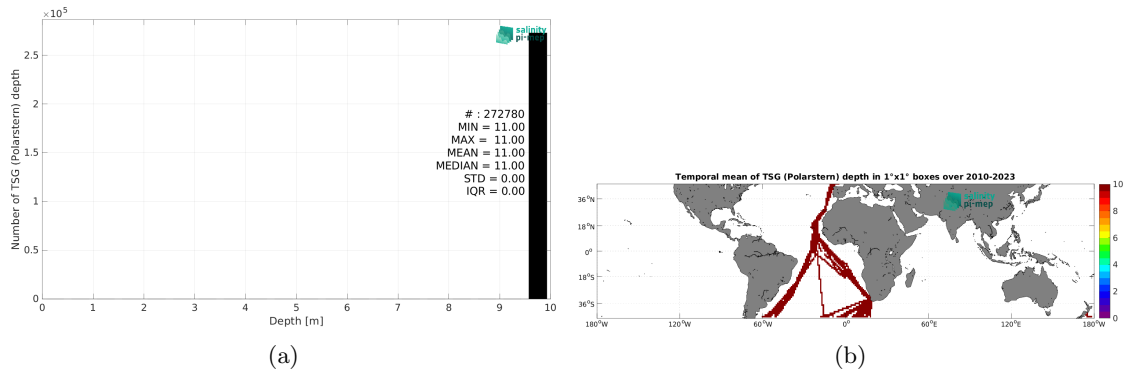 ×10⁵
2.5
2
1.5
1
0.5
0
Number of TSG (Polarstern) depth
salinity
pi-mep
# : 272780
MIN = 11.00
MAX = 11.00
MEAN = 11.00
MEDIAN = 11.00
STD = 0.00
IQR = 0.00
0 1 2 3 4 5 6 7 8 9 10
Depth [m]
(a)
Temporal mean of TSG (Polarstern) depth in 1°x1° boxes over 2010-2023
salinity
pi-mep
36°N
18°N
0°
18°S
36°S
180°W 120°W 60°W 0° 60°E 120°E 180°W
10
8
6
4
2
0
(b)